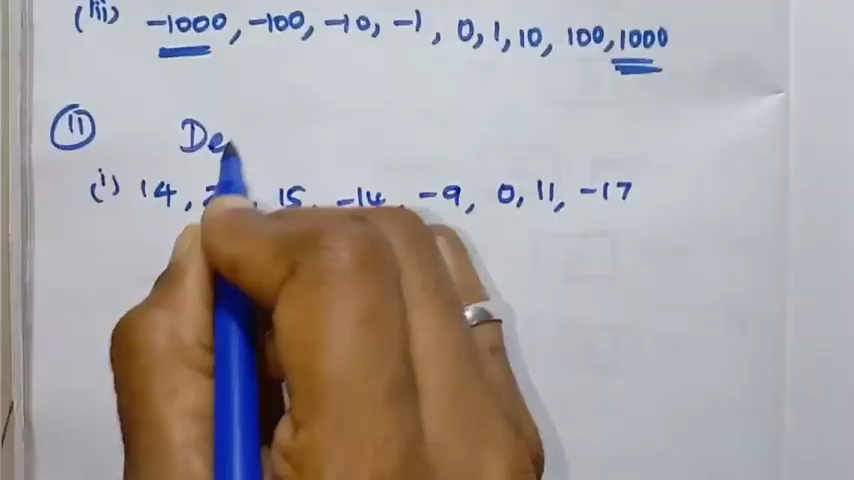 (iii) -1000, -100, -10, -1, 0, 1, 10, 100, 1000
11 De
(i) 14, 15, -14, -9, 0, 11, -17